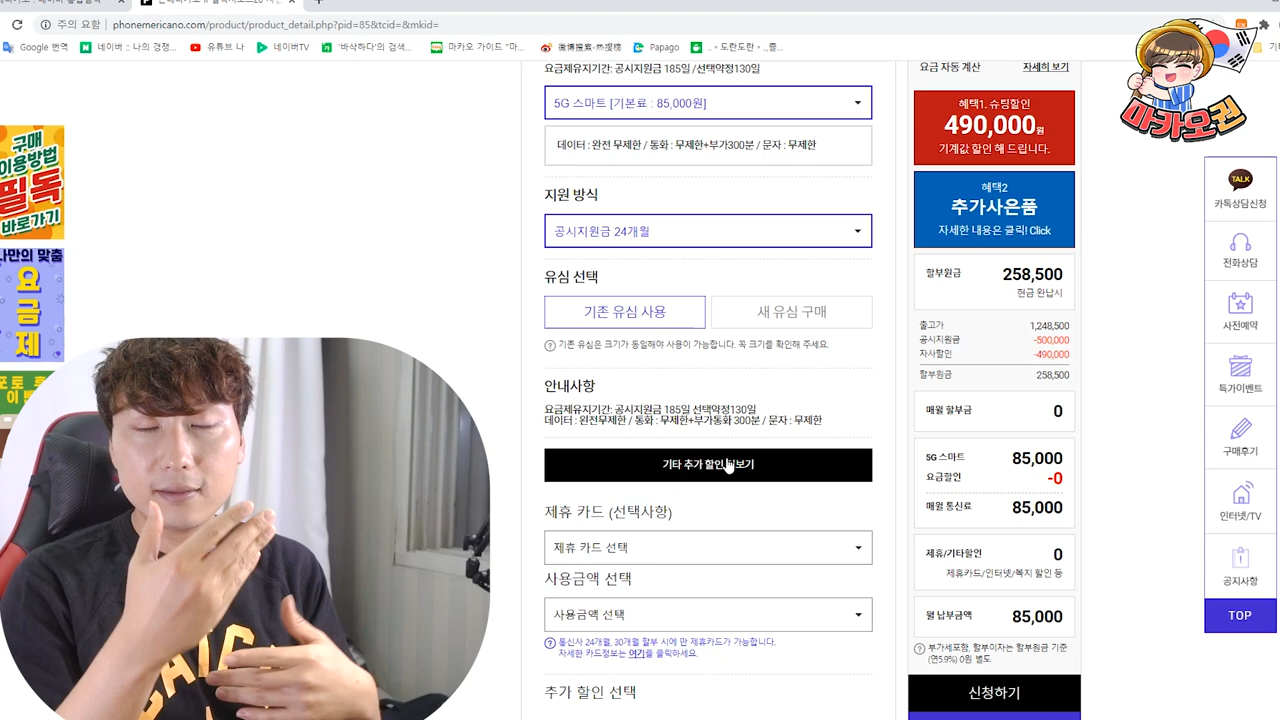 주의 요함
phonemericano.com/product/product_detail.php?pid=85&tcid=&mkid=
Google 번역
네이버 :: 나의 경쟁...
유튜브 나
네이버TV
'바삭하다'의 검색...
마카오 가이드 "마...
微博搜索-热搜榜
Papago
마카오권
구매
이용방법
필독
바로가기
나만의 맞춤
요
금
제
포토 후
이벤
요금제유지기간: 공시지원금 185일 /선택약정130일
5G 스마트 [기본료 : 85,000원]
데이터 : 완전 무제한 / 통화 : 무제한+부가300분 / 문자 : 무제한
지원 방식
공시지원금 24개월
유심 선택
기존 유심 사용
새 유심 구매
기존 유심은 크기가 동일해야 사용이 가능합니다. 꼭 크기를 확인해 주세요.
안내사항
요금제유지기간: 공시지원금 185일 선택약정130일
데이터 : 완전무제한 / 통화 : 무제한+부가통화 300분 / 문자 : 무제한
기타 추가 할인 보기
제휴 카드 (선택사항)
제휴 카드 선택
사용금액 선택
사용금액 선택
통신사 24개월, 30개월 할부 시에 만 제휴카드가 가능합니다.
자세한 카드정보는 여기를 클릭하세요.
추가 할인 선택
요금 자동 계산
자세히 보기
혜택1. 슈팅할인
490,000원
기계값 할인 해 드립니다.
혜택2
추가사은품
자세한 내용은 클릭! Click
할부원금 258,500
현금 완납시
출고가 1,248,500
공시지원금 -500,000
자사할인 -490,000
할부원금 258,500
매월 할부금 0
5G 스마트 85,000
요금할인 -0
매월 통신료 85,000
제휴/기타할인 0
제휴카드/인터넷/복지 할인 등
월 납부금액 85,000
부가세포함, 할부이자는 할부원금 기준
(연5.9%) 0원 별도
신청하기
TALK
카톡상담신청
전화상담
사전예약
특가이벤트
구매후기
인터넷/TV
공지사항
TOP